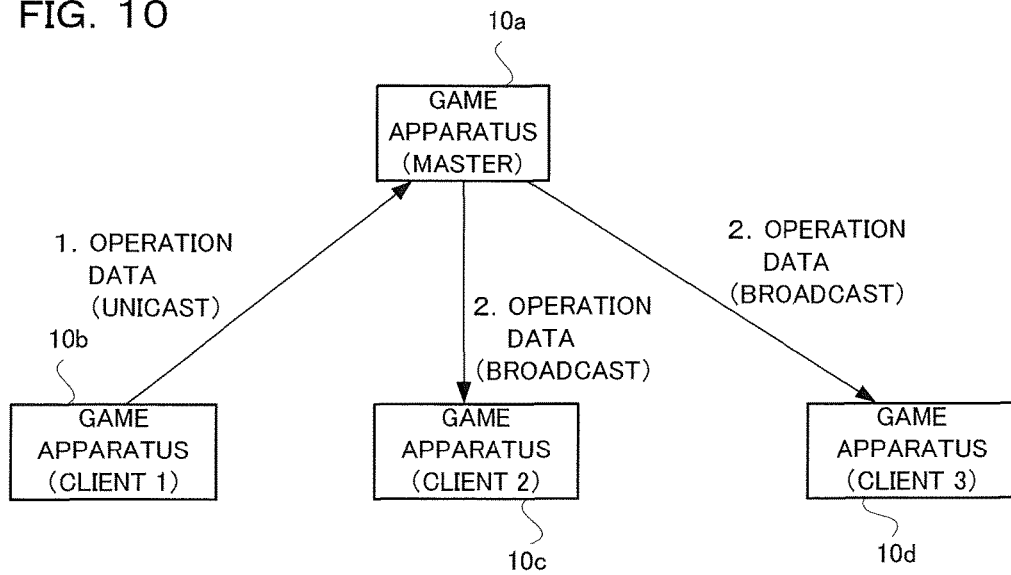 FIG. 10
10a
GAME
APPARATUS
(MASTER)
1. OPERATION
DATA
(UNICAST)
2. OPERATION
DATA
(BROADCAST)
2. OPERATION
DATA
(BROADCAST)
10b
GAME
APPARATUS
(CLIENT 1)
GAME
APPARATUS
(CLIENT 2)
10c
GAME
APPARATUS
(CLIENT 3)
10d